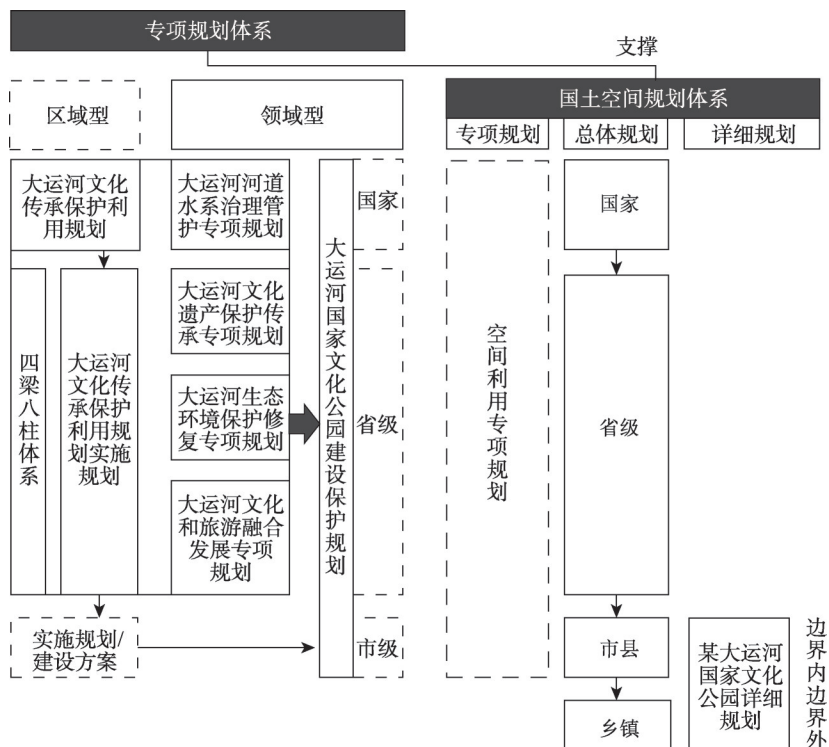 专项规划体系
支撑
国土空间规划体系
区域型
领域型
专项规划
总体规划
详细规划
大运河文化
传承保护利
用规划
大运河河道
水系治理管
护专项规划
国家
国家
大运河文化
遗产保护传
承专项规划
四梁八柱体系
大运河
文化传
承保护
利用规
划实施
规划
大运河生态
环境保护修
复专项规划
大运河文化
和旅游融合
发展专项
规划
大运河国家文化公园建设保护规划
省级
空间利用专项规划
省级
实施规划/
建设方案
市级
市县
某大运河
国家文化
公园详细
规划
边界内边界外
乡镇